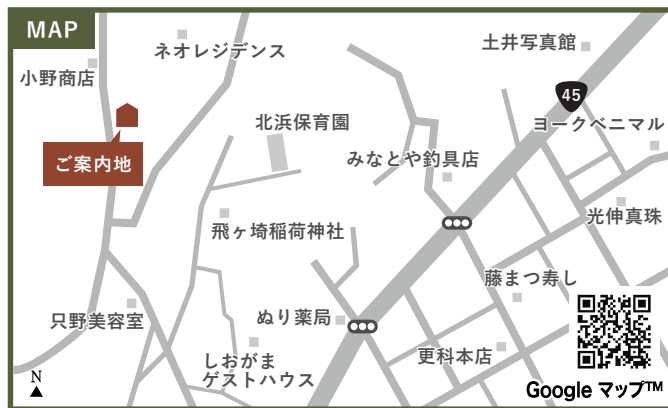 MAP
ネオレジデンス
土井写真館
小野商店
45
北浜保育園
ヨークベニマル
みなとや釣具店
ご案内地
光伸真珠
飛ヶ埼稲荷神社
藤まつ寿し
只野美容室
ぬり薬局
更科本店
しおがま
ゲストハウス
N
Google マップ™